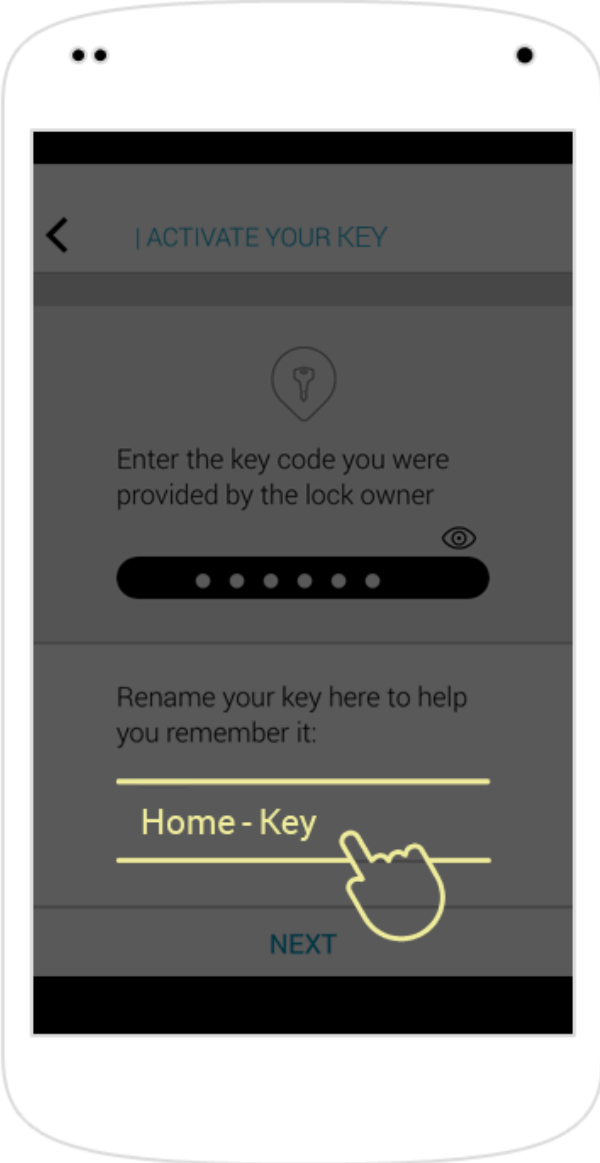 | ACTIVATE YOUR KEY
Enter the key code you were
provided by the lock owner
Rename your key here to help
you remember it:
Home - Key
NEXT